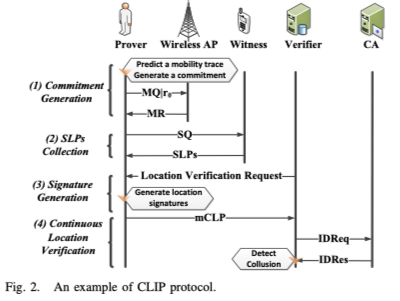 Prover Wireless AP Witness Verifier CA
Predict a mobility trace
Generate a commitment
(1) Commitment
Generation
MQ|r₀
MR
(2) SLPs
Collection
SQ
SLPs
Location Verification Request
(3) Signature
Generation
Generate location
signatures
(4) Continuous
Location
Verification
mCLP
IDReq
Detect
Collusion
IDRes
Fig. 2. An example of CLIP protocol.